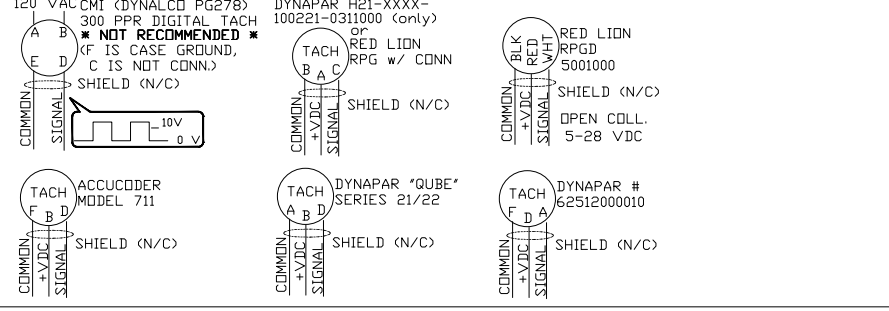 120 VAC
CMI (DYNALCO PG278)
300 PPR DIGITAL TACH
* NOT RECOMMENDED *
(F IS CASE GROUND,
C IS NOT CONN.)
A B
E D
SHIELD (N/C)
COMMON
SIGNAL
10V
0 V
DYNAPAR H21-XXXX-
100221-0311000 (only)
or
RED LION
RPG w/ CONN
TACH
B A C
SHIELD (N/C)
COMMON
+VDC
SIGNAL
BLK
RED
WHT
RED LION
RPGD
5001000
SHIELD (N/C)
OPEN COLL.
5-28 VDC
COMMON
+VDC
SIGNAL
ACCUCODER
MODEL 711
TACH
F B D
SHIELD (N/C)
COMMON
+VDC
SIGNAL
DYNAPAR "QUBE"
SERIES 21/22
TACH
A B D
SHIELD (N/C)
COMMON
+VDC
SIGNAL
DYNAPAR #
62512000010
TACH
F D A
SHIELD (N/C)
COMMON
+VDC
SIGNAL